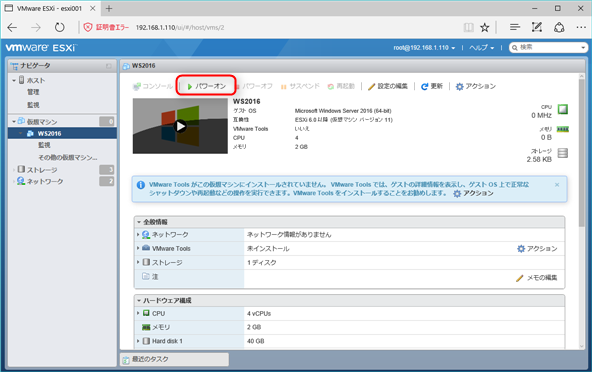 VMware ESXi - esxi001
証明書エラー 192.168.1.110/ui/#/host/vms/2
vmware ESXi™ root@192.168.1.110 ヘルプ 検索
ナビゲータ
ホスト
管理
監視
仮想マシン 1
WS2016
監視
その他の仮想マシン...
ストレージ 3
ネットワーク 2
WS2016
コンソール パワーオン パワーオフ サスペンド 再起動 設定の編集 更新 アクション
WS2016
ゲスト OS Microsoft Windows Server 2016 (64-bit)
互換性 ESXi 6.0 以降 (仮想マシン バージョン 11)
VMware Tools いいえ
CPU 4
メモリ 2 GB
CPU
0 MHz
メモリ
0 B
ストレージ
2.58 KB
VMware Tools がこの仮想マシンにインストールされていません。VMware Tools では、ゲストの詳細情報を表示し、ゲスト OS 上で正常な
シャットダウンや再起動などの操作を実行できます。VMware Tools をインストールすることをお勧めします。 アクション
全般情報
ネットワーク ネットワーク情報がありません
VMware Tools 未インストール アクション
ストレージ 1 ディスク
注 メモの編集
ハードウェア構成
CPU 4 vCPUs
メモリ 2 GB
Hard disk 1 40 GB
最近のタスク